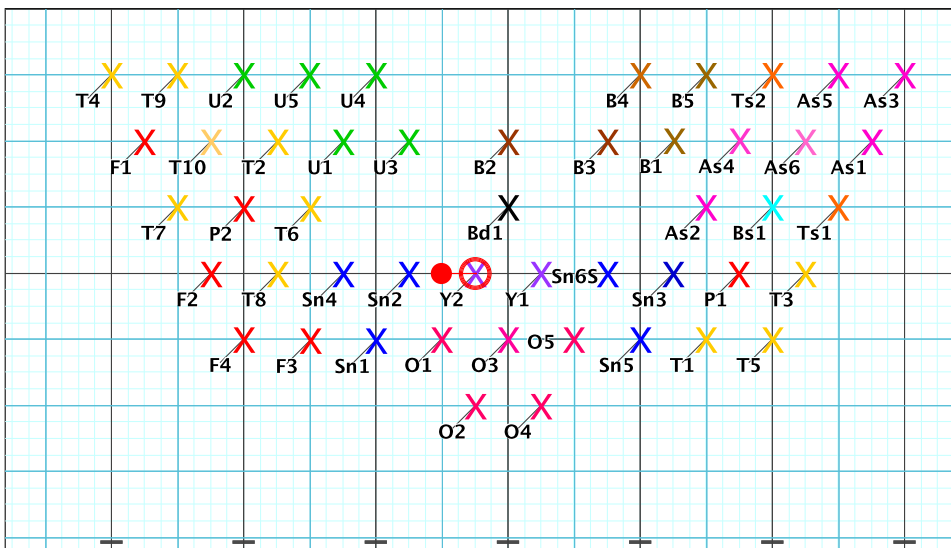 T4 T9 U2 U5 U4 B4 B5 Ts2 As5 As3
F1 T10 T2 U1 U3 B2 B3 B1 As4 As6 As1
T7 P2 T6 Bd1 As2 Bs1 Ts1
F2 T8 Sn4 Sn2 Y2 Y1 Sn6S Sn3 P1 T3
F4 F3 Sn1 O1 O3 O5 Sn5 T1 T5
O2 O4